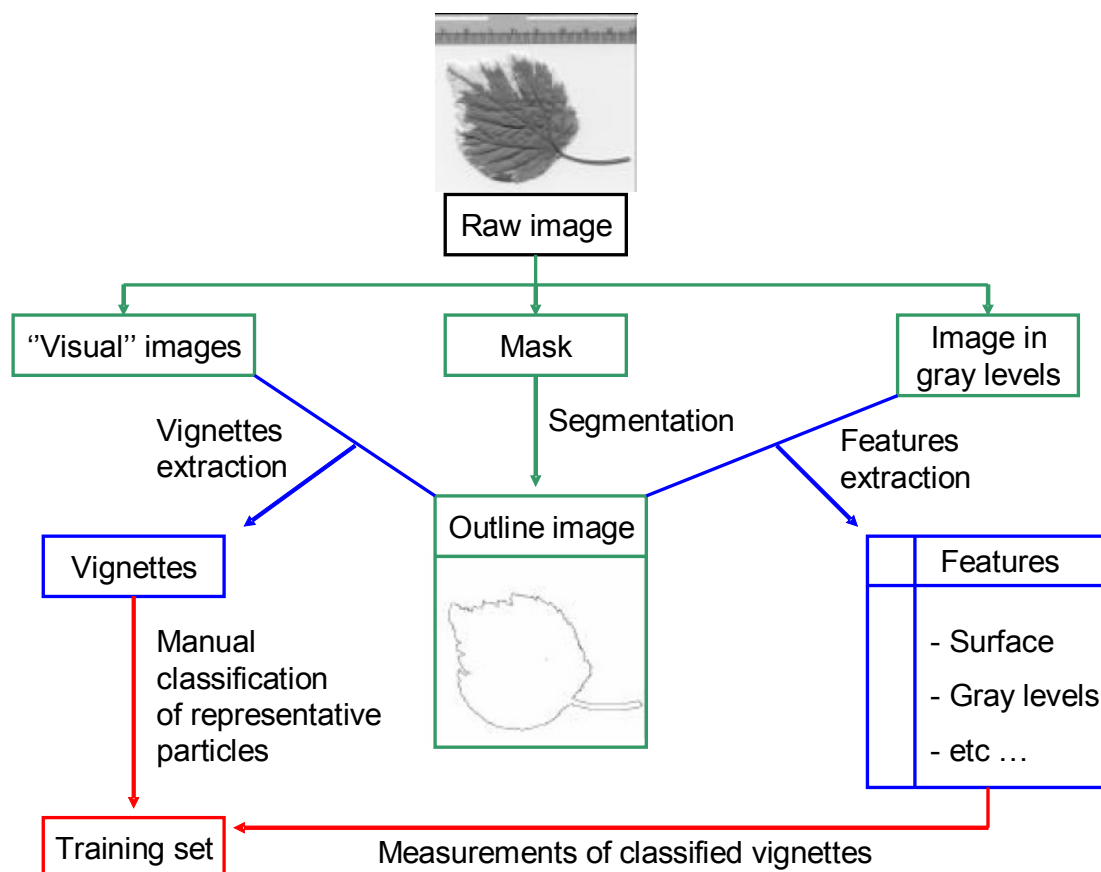 Raw image
‘‘Visual’’ images
Mask
Image in
gray levels
Vignettes
extraction
Segmentation
Features
extraction
Outline image
Vignettes
Features
Manual
classification
of representative
particles
- Surface
- Gray levels
- etc …
Training set
Measurements of classified vignettes